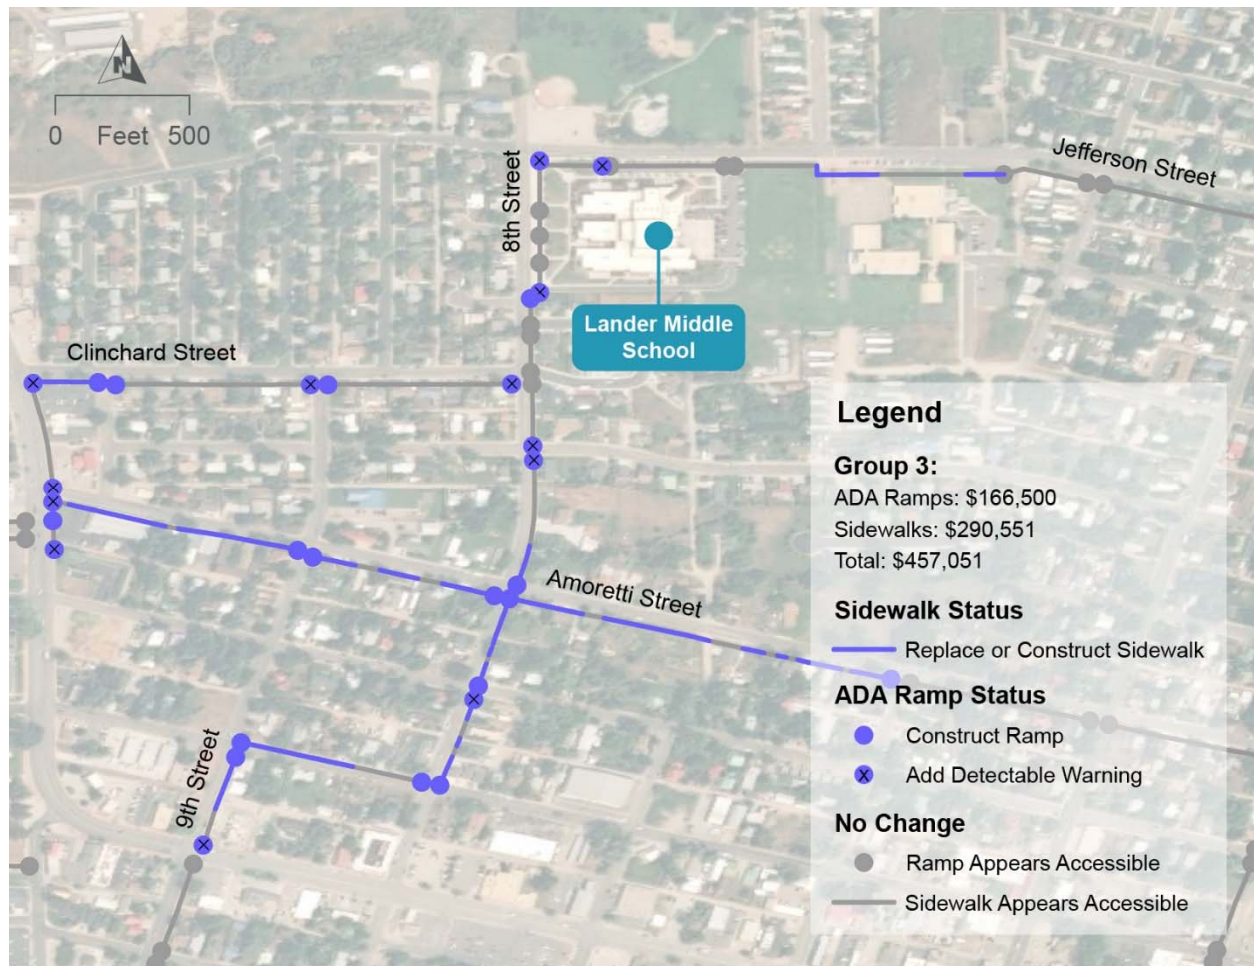 N
0 Feet 500
Jefferson Street
8th Street
Lander Middle
School
Clinchard Street
Amoretti Street
9th Street
Legend
Group 3:
ADA Ramps: $166,500
Sidewalks: $290,551
Total: $457,051
Sidewalk Status
Replace or Construct Sidewalk
ADA Ramp Status
Construct Ramp
Add Detectable Warning
No Change
Ramp Appears Accessible
Sidewalk Appears Accessible